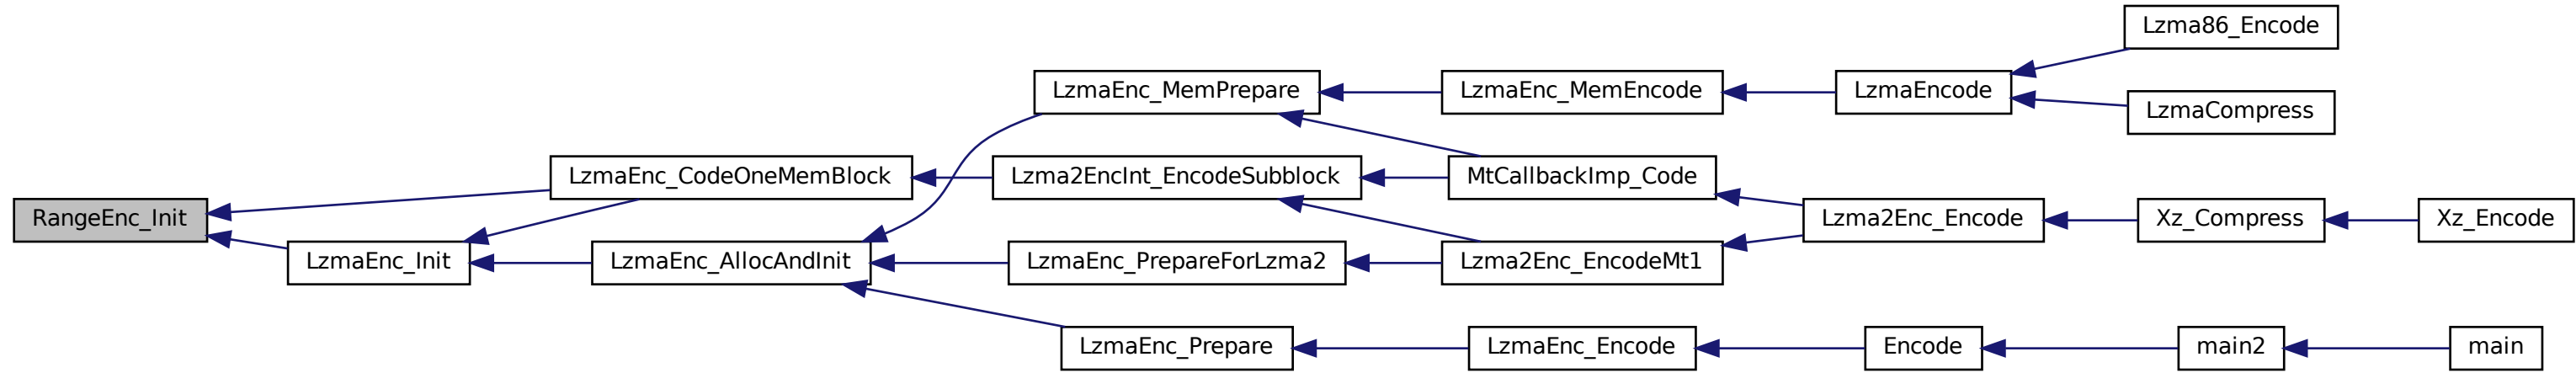 Lzma86_Encode
LzmaEnc_MemPrepare
LzmaEnc_MemEncode
LzmaEncode
LzmaCompress
LzmaEnc_CodeOneMemBlock
Lzma2EncInt_EncodeSubblock
MtCallbackImp_Code
RangeEnc_Init
Lzma2Enc_Encode
Xz_Compress
Xz_Encode
LzmaEnc_Init
LzmaEnc_AllocAndInit
LzmaEnc_PrepareForLzma2
Lzma2Enc_EncodeMt1
LzmaEnc_Prepare
LzmaEnc_Encode
Encode
main2
main